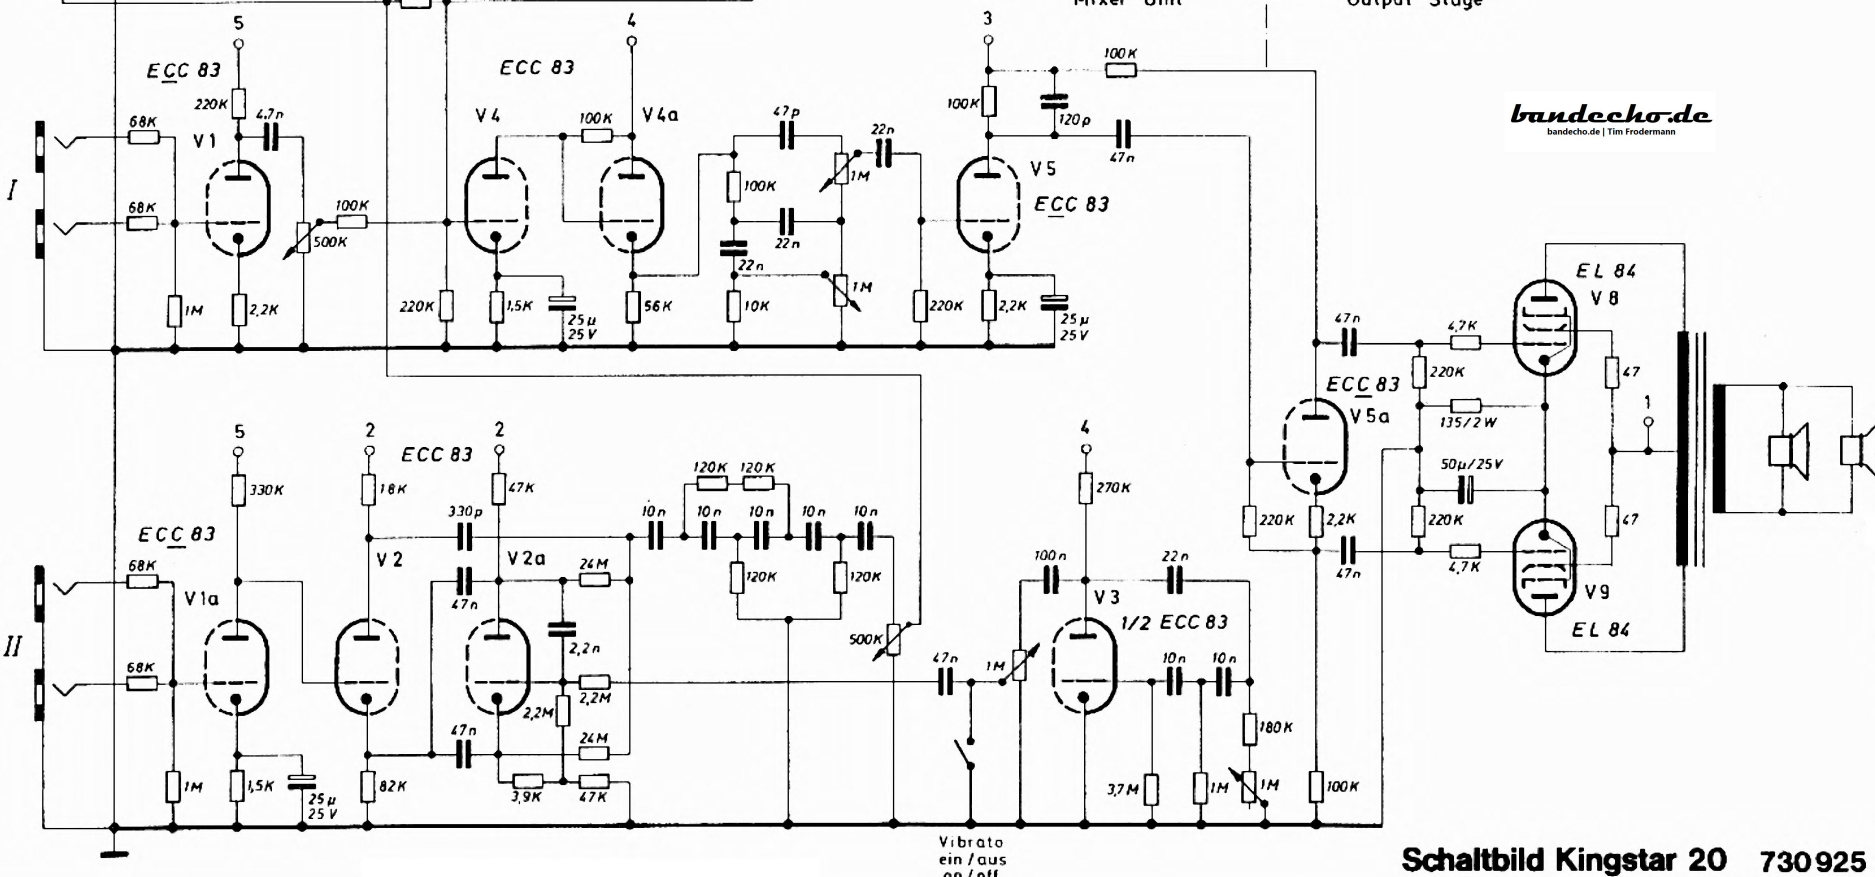 Mixer Unit
Output Stage
5
4
3
ECC 83
ECC 83
100K
220K
4,7n
68K
V1
V4
100K
V4a
47p
22n
100K
120p
47n
bandecho.de
bandecho.de | Tim Frodermann
I
68K
100K
500K
100K
1M
V5
ECC 83
22n
22n
1M
1M
2,2K
220K
1,5K
25µ
25V
56K
10K
220K
2,2K
25µ
25V
EL 84
V8
47n
4,7K
220K
47
ECC 83
V5a
135/2W
1
50µ/25V
220K
47
4,7K
47n
V9
EL 84
5
2
2
4
ECC 83
330K
18K
47K
120K
120K
270K
ECC 83
330p
10n
10n
10n
10n
10n
220K
2,2K
68K
V1a
V2
V2a
47n
24M
120K
120K
100n
22n
V3
1/2 ECC 83
II
68K
2,2n
500K
47n
1M
10n
10n
2,2M
2,2M
47n
24M
180K
1M
1,5K
25µ
25V
82K
3,9K
47K
3,7M
1M
1M
100K
Vibrato
ein/aus
on/off
Schaltbild Kingstar 20 730925